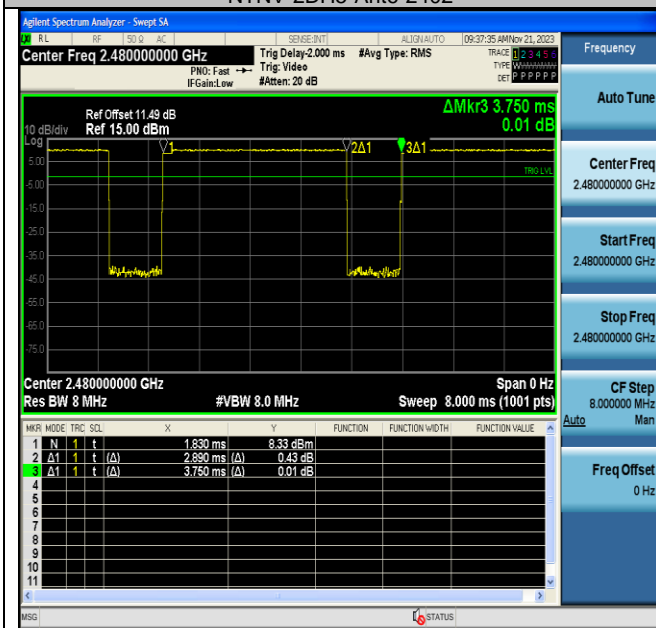 Agilent Spectrum Analyzer - Swept SA
RL RF 50 Ω AC SENSE:INT ALIGN AUTO 09:37:35 AM Nov 21, 2023
Center Freq 2.480000000 GHz
PNO: Fast
IFGain:Low
Trig Delay-2.000 ms
Trig: Video
#Atten: 20 dB
#Avg Type: RMS
TRACE 1 2 3 4 5 6
TYPE
DET P P P P P P
Ref Offset 11.49 dB
10 dB/div Ref 15.00 dBm
Log
ΔMkr3 3.750 ms
0.01 dB
1
2Δ1
3Δ1
TRIG LVL
5.00
-5.00
-15.0
-25.0
-35.0
-45.0
-55.0
-65.0
-75.0
Center 2.480000000 GHz Span 0 Hz
Res BW 8 MHz #VBW 8.0 MHz Sweep 8.000 ms (1001 pts)
MKR MODE TRC SCL X Y FUNCTION FUNCTION WIDTH FUNCTION VALUE
1 N 1 t 1.830 ms 8.33 dBm
2 Δ1 1 t (Δ) 2.890 ms (Δ) 0.43 dB
3 Δ1 1 t (Δ) 3.750 ms (Δ) 0.01 dB
4
5
6
7
8
9
10
11
MSG STATUS
Frequency
Auto Tune
Center Freq
2.480000000 GHz
Start Freq
2.480000000 GHz
Stop Freq
2.480000000 GHz
CF Step
8.000000 MHz
Auto Man
Freq Offset
0 Hz